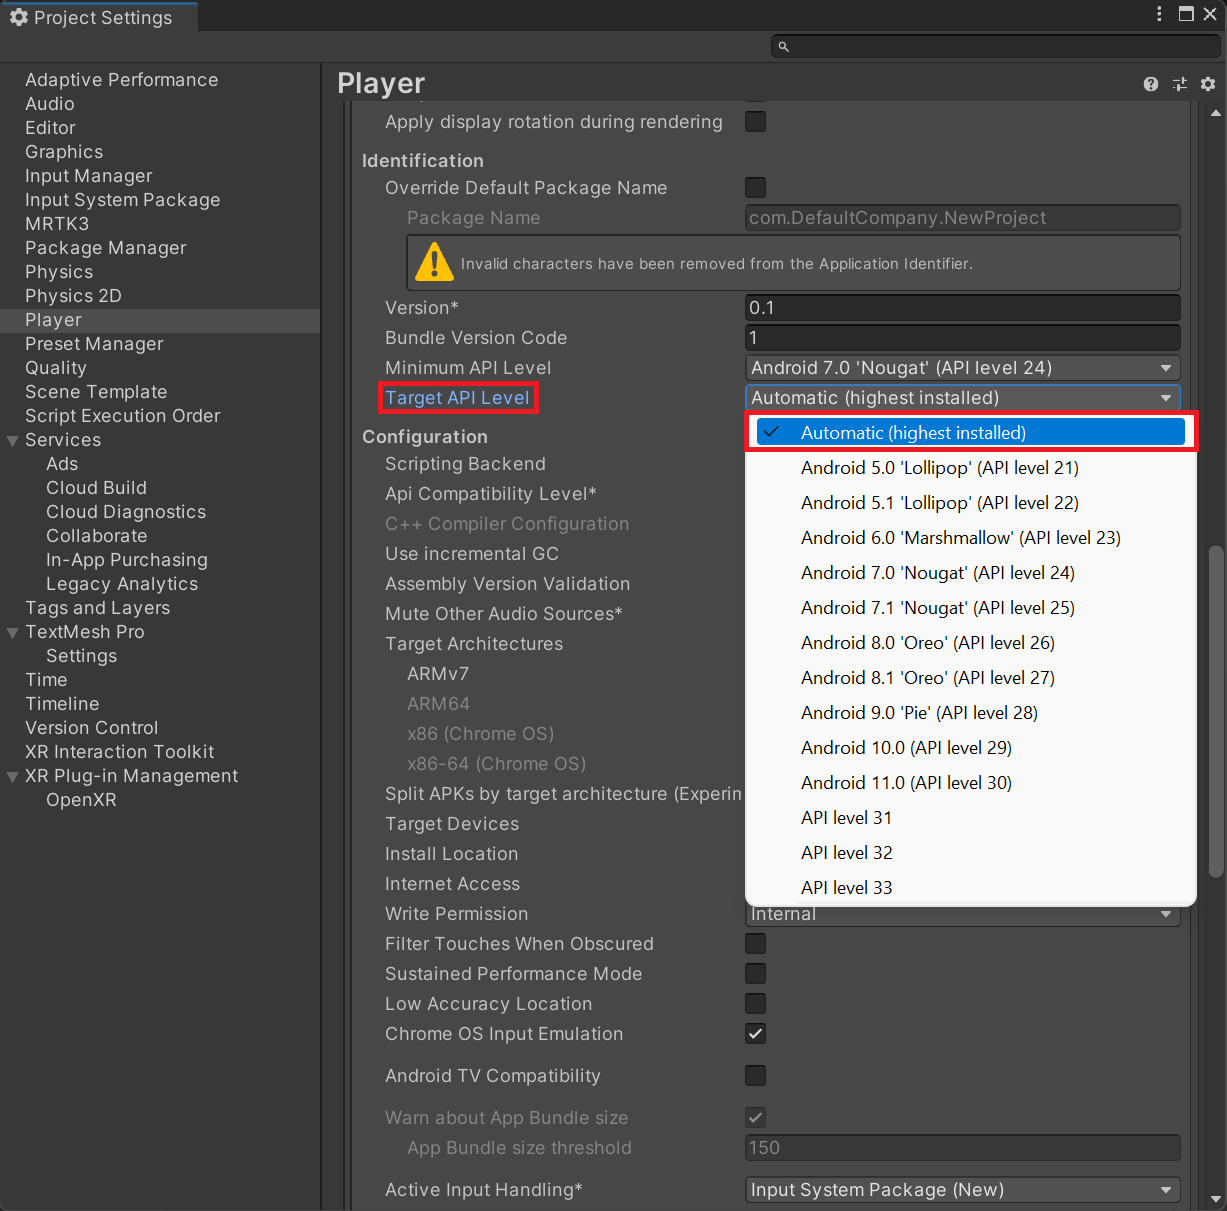 Project Settings
Adaptive Performance
Audio
Editor
Graphics
Input Manager
Input System Package
MRTK3
Package Manager
Physics
Physics 2D
Player
Preset Manager
Quality
Scene Template
Script Execution Order
Services
Ads
Cloud Build
Cloud Diagnostics
Collaborate
In-App Purchasing
Legacy Analytics
Tags and Layers
TextMesh Pro
Settings
Time
Timeline
Version Control
XR Interaction Toolkit
XR Plug-in Management
OpenXR
Player
Apply display rotation during rendering
Identification
Override Default Package Name
Package Name com.DefaultCompany.NewProject
Invalid characters have been removed from the Application Identifier.
Version* 0.1
Bundle Version Code 1
Minimum API Level Android 7.0 'Nougat' (API level 24)
Target API Level Automatic (highest installed)
Automatic (highest installed)
Android 5.0 'Lollipop' (API level 21)
Android 5.1 'Lollipop' (API level 22)
Android 6.0 'Marshmallow' (API level 23)
Android 7.0 'Nougat' (API level 24)
Android 7.1 'Nougat' (API level 25)
Android 8.0 'Oreo' (API level 26)
Android 8.1 'Oreo' (API level 27)
Android 9.0 'Pie' (API level 28)
Android 10.0 (API level 29)
Android 11.0 (API level 30)
API level 31
API level 32
API level 33
Configuration
Scripting Backend
Api Compatibility Level*
C++ Compiler Configuration
Use incremental GC
Assembly Version Validation
Mute Other Audio Sources*
Target Architectures
ARMv7
ARM64
x86 (Chrome OS)
x86-64 (Chrome OS)
Split APKs by target architecture (Experim
Target Devices
Install Location
Internet Access
Write Permission Internal
Filter Touches When Obscured
Sustained Performance Mode
Low Accuracy Location
Chrome OS Input Emulation
Android TV Compatibility
Warn about App Bundle size
App Bundle size threshold 150
Active Input Handling* Input System Package (New)